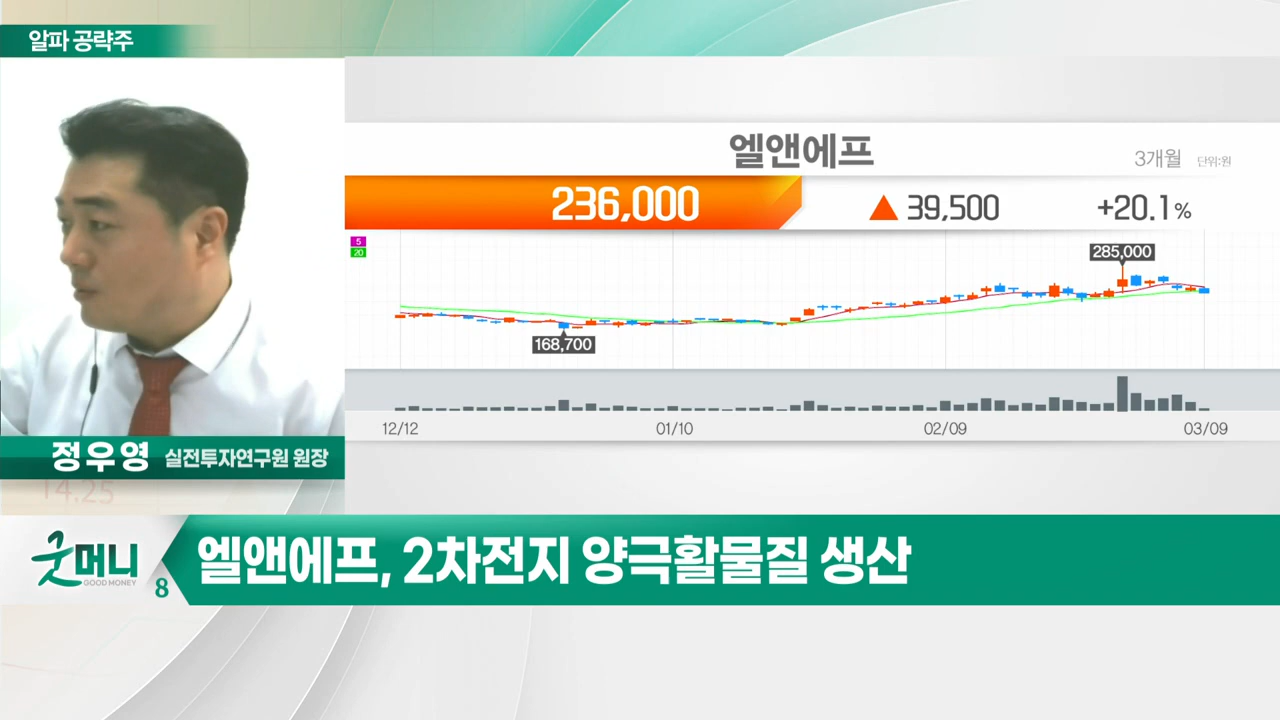 알파 공략주
엘앤에프
3개월 단위:원
236,000 ▲ 39,500 +20.1%
5
20
285,000
168,700
12/12 01/10 02/09 03/09
정우영 실전투자연구원 원장
14.25
굿머니
GOOD MONEY
8
엘앤에프, 2차전지 양극활물질 생산